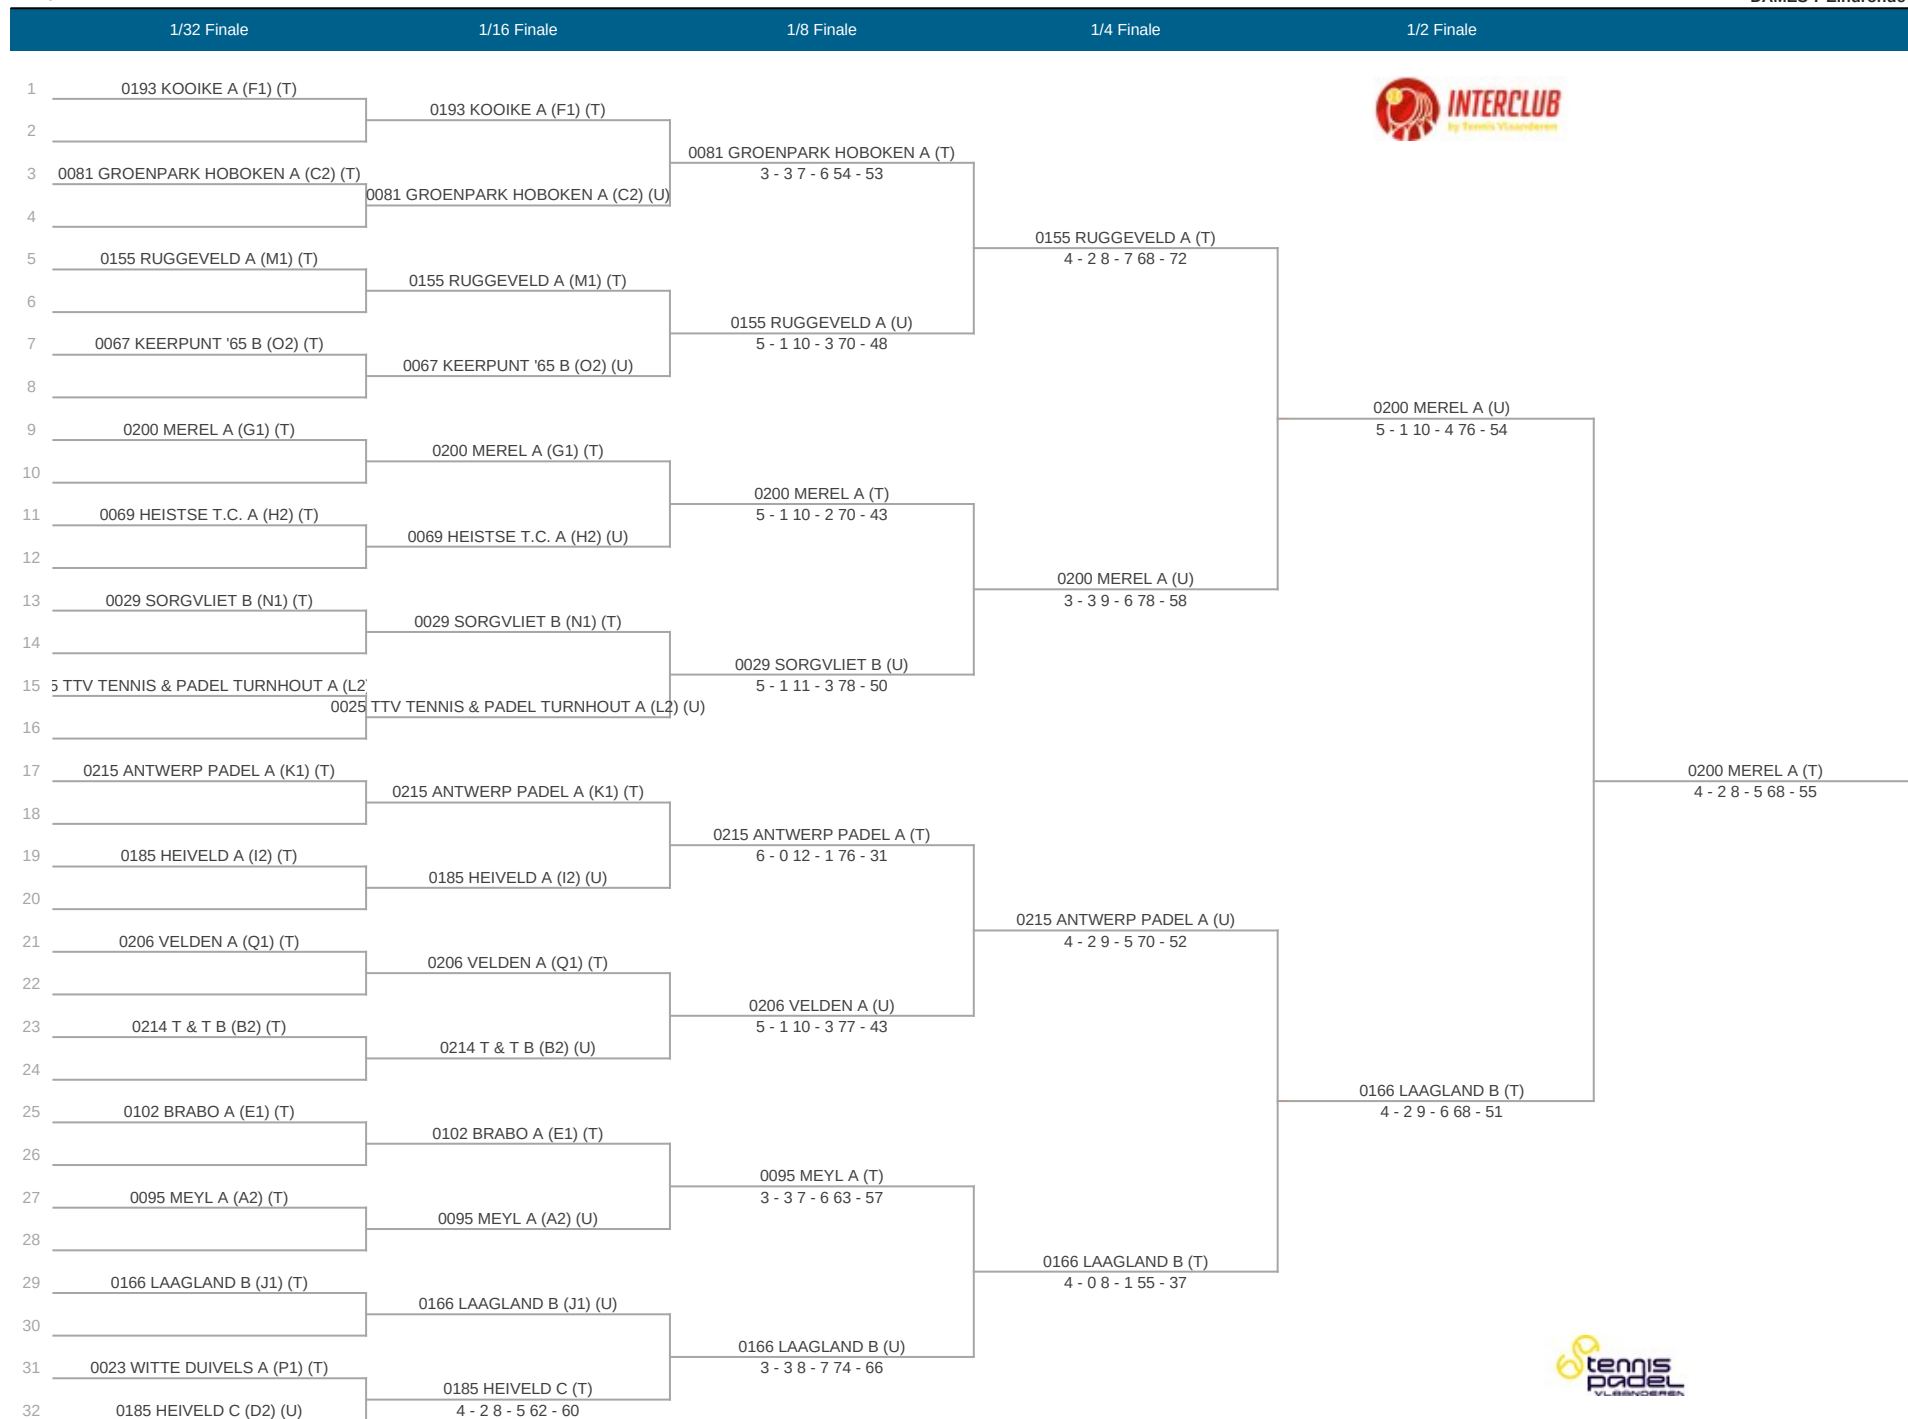 1/32 Finale 1/16 Finale 1/8 Finale 1/4 Finale 1/2 Finale
INTERCLUB
by Tennis Vlaanderen
1 0193 KOOIKE A (F1) (T)
0193 KOOIKE A (F1) (T)
2
0081 GROENPARK HOBOKEN A (T)
3 0081 GROENPARK HOBOKEN A (C2) (T)
3 - 3 7 - 6 54 - 53
0081 GROENPARK HOBOKEN A (C2) (U)
4
0155 RUGGEVELD A (T)
5 0155 RUGGEVELD A (M1) (T)
4 - 2 8 - 7 68 - 72
0155 RUGGEVELD A (M1) (T)
6
0155 RUGGEVELD A (U)
7 0067 KEERPUNT '65 B (O2) (T)
5 - 1 10 - 3 70 - 48
0067 KEERPUNT '65 B (O2) (U)
8
0200 MEREL A (U)
9 0200 MEREL A (G1) (T)
5 - 1 10 - 4 76 - 54
0200 MEREL A (G1) (T)
10
0200 MEREL A (T)
11 0069 HEISTSE T.C. A (H2) (T)
5 - 1 10 - 2 70 - 43
0069 HEISTSE T.C. A (H2) (U)
12
0200 MEREL A (U)
13 0029 SORGVLIET B (N1) (T)
3 - 3 9 - 6 78 - 58
0029 SORGVLIET B (N1) (T)
14
0029 SORGVLIET B (U)
15 5 TTV TENNIS & PADEL TURNHOUT A (L2)
5 - 1 11 - 3 78 - 50
0025 TTV TENNIS & PADEL TURNHOUT A (L2) (U)
16
17 0215 ANTWERP PADEL A (K1) (T)
0200 MEREL A (T)
4 - 2 8 - 5 68 - 55
0215 ANTWERP PADEL A (K1) (T)
18
0215 ANTWERP PADEL A (T)
19 0185 HEIVELD A (I2) (T)
6 - 0 12 - 1 76 - 31
0185 HEIVELD A (I2) (U)
20
0215 ANTWERP PADEL A (U)
21 0206 VELDEN A (Q1) (T)
4 - 2 9 - 5 70 - 52
0206 VELDEN A (Q1) (T)
22
0206 VELDEN A (U)
23 0214 T & T B (B2) (T)
5 - 1 10 - 3 77 - 43
0214 T & T B (B2) (U)
24
0166 LAAGLAND B (T)
25 0102 BRABO A (E1) (T)
4 - 2 9 - 6 68 - 51
0102 BRABO A (E1) (T)
26
0095 MEYL A (T)
27 0095 MEYL A (A2) (T)
3 - 3 7 - 6 63 - 57
0095 MEYL A (A2) (U)
28
0166 LAAGLAND B (T)
29 0166 LAAGLAND B (J1) (T)
4 - 0 8 - 1 55 - 37
0166 LAAGLAND B (J1) (U)
30
0166 LAAGLAND B (U)
31 0023 WITTE DUIVELS A (P1) (T)
3 - 3 8 - 7 74 - 66
0185 HEIVELD C (T)
32 0185 HEIVELD C (D2) (U)
4 - 2 8 - 5 62 - 60
tennis
padel
VLAANDEREN